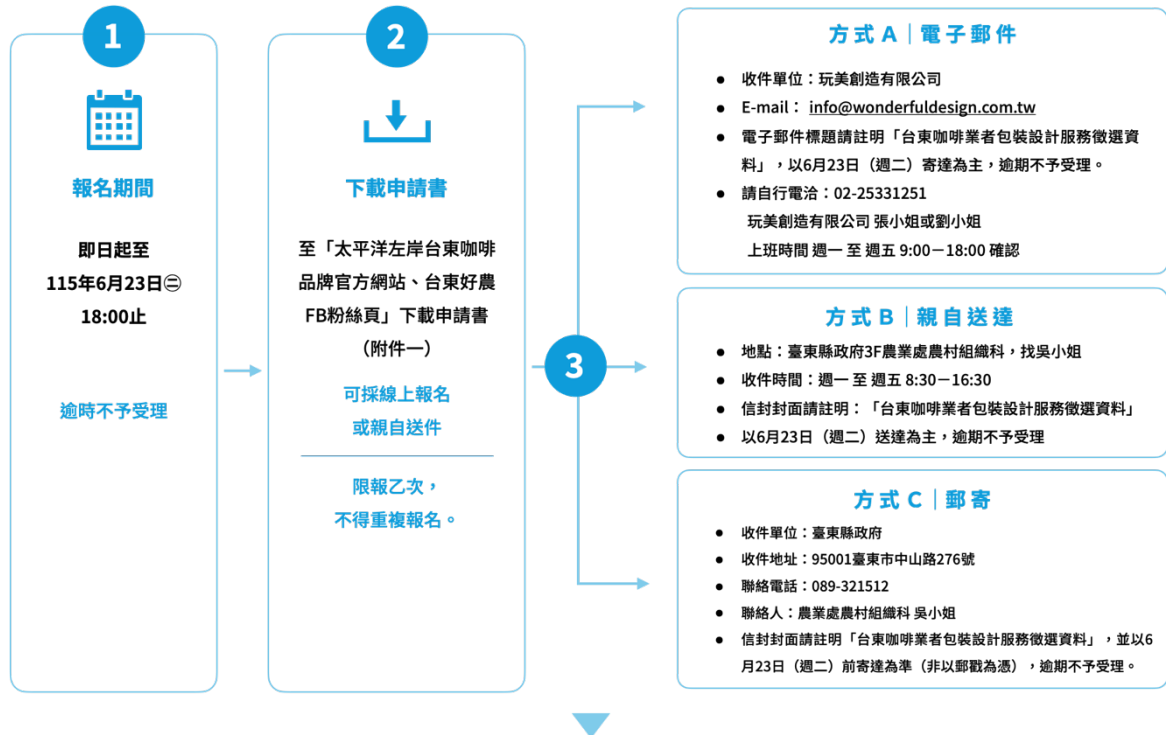 1
報名期間
即日起至
115年6月23日㊁
18:00止
逾時不予受理
2
下載申請書
至「太平洋左岸台東咖啡
品牌官方網站、台東好農
FB粉絲頁」下載申請書
（附件一）
可採線上報名
或親自送件
限報乙次，
不得重複報名。
3
方式 A｜電子郵件
● 收件單位：玩美創造有限公司
● E-mail： info@wonderfuldesign.com.tw
● 電子郵件標題請註明「台東咖啡業者包裝設計服務徵選資
料」，以6月23日（週二）寄達為主，逾期不予受理。
● 請自行電洽：02-25331251
玩美創造有限公司 張小姐或劉小姐
上班時間 週一 至 週五 9:00－18:00 確認
方式 B｜親自送達
● 地點：臺東縣政府3F農業處農村組織科，找吳小姐
● 收件時間：週一 至 週五 8:30－16:30
● 信封封面請註明：「台東咖啡業者包裝設計服務徵選資料」
● 以6月23日（週二）送達為主，逾期不予受理
方式 C｜郵寄
● 收件單位：臺東縣政府
● 收件地址：95001臺東市中山路276號
● 聯絡電話：089-321512
● 聯絡人：農業處農村組織科 吳小姐
● 信封封面請註明「台東咖啡業者包裝設計服務徵選資料」，並以6
月23日（週二）前寄達為準（非以郵戳為憑），逾期不予受理。